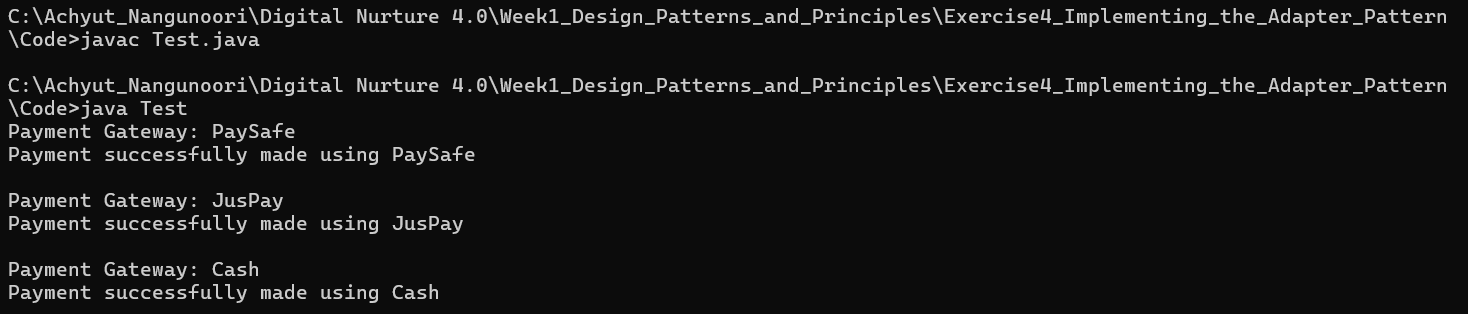 C:\Achyut_Nangunoori\Digital Nurture 4.0\Week1_Design_Patterns_and_Principles\Exercise4_Implementing_the_Adapter_Pattern
\Code>javac Test.java
C:\Achyut_Nangunoori\Digital Nurture 4.0\Week1_Design_Patterns_and_Principles\Exercise4_Implementing_the_Adapter_Pattern
\Code>java Test
Payment Gateway: PaySafe
Payment successfully made using PaySafe
Payment Gateway: JusPay
Payment successfully made using JusPay
Payment Gateway: Cash
Payment successfully made using Cash